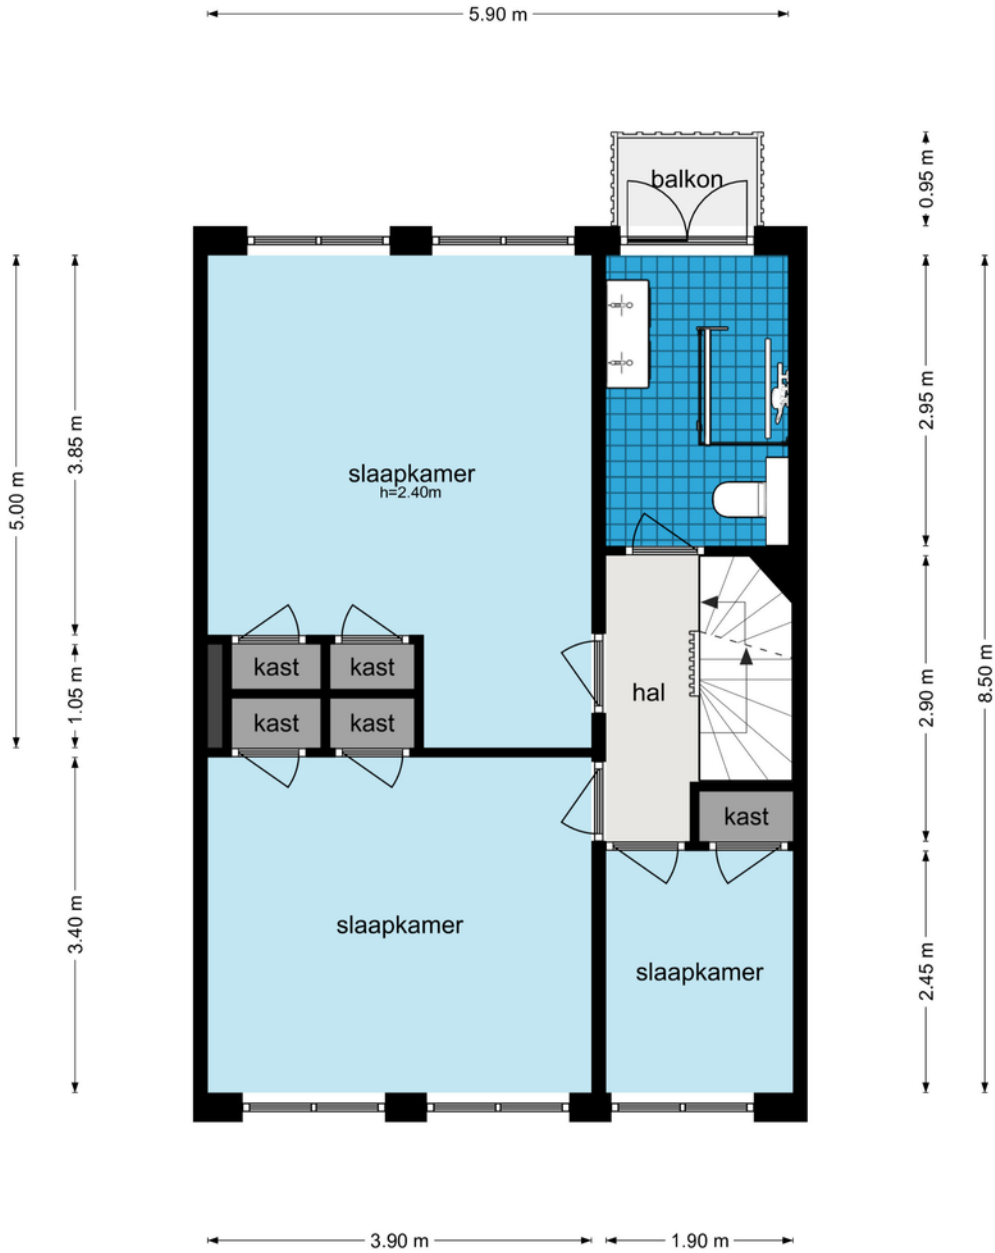 5.90 m
balkon
0.95 m
5.00 m
3.85 m
slaapkamer
h=2.40m
2.95 m
8.50 m
kast
kast
kast
kast
1.05 m
hal
2.90 m
kast
slaapkamer
3.40 m
slaapkamer
2.45 m
3.90 m
1.90 m